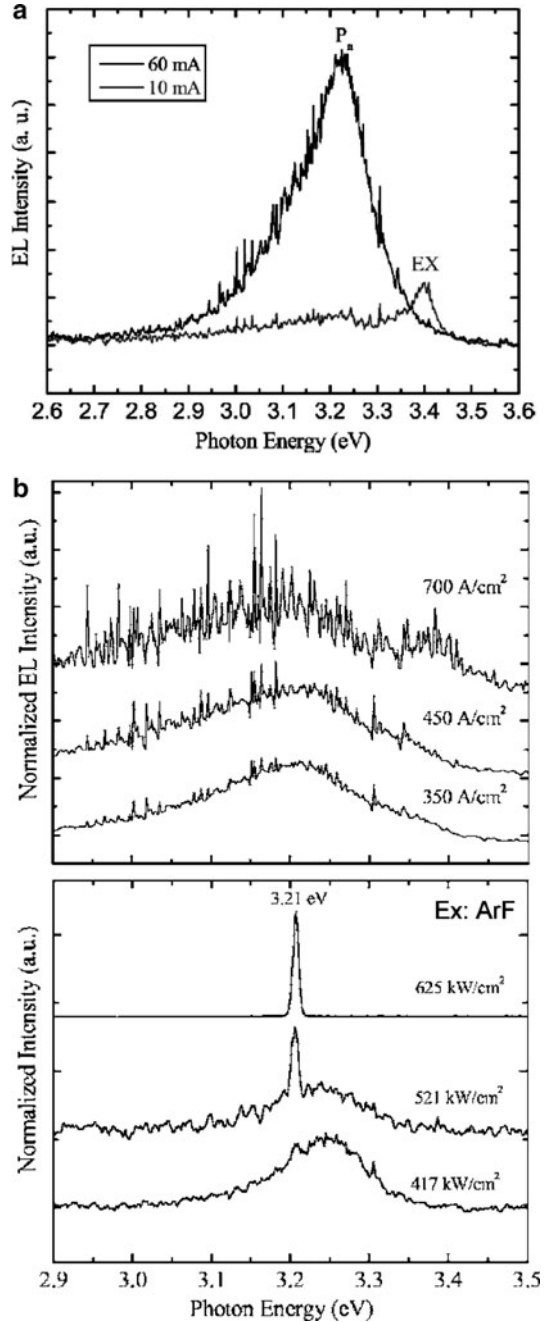 a
P
n
60 mA
10 mA
EX
EL Intensity (a. u.)
2.6 2.7 2.8 2.9 3.0 3.1 3.2 3.3 3.4 3.5 3.6
Photon Energy (eV)
b
Normalized EL Intensity (a.u.)
700 A/cm²
450 A/cm²
350 A/cm²
3.21 eV
Ex: ArF
Normalized Intensity (a.u.)
625 kW/cm²
521 kW/cm²
417 kW/cm²
2.9 3.0 3.1 3.2 3.3 3.4 3.5
Photon Energy (eV)